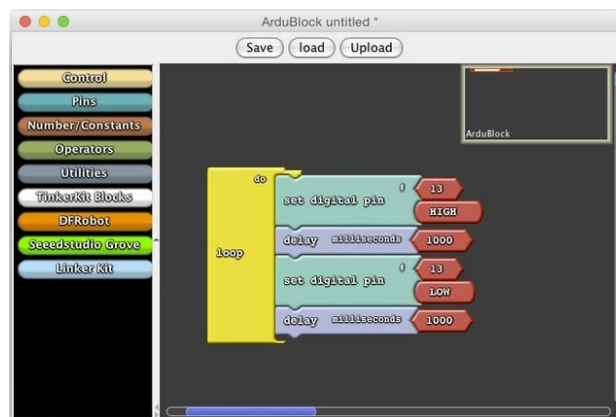 ArduBlock untitled *
Save load Upload
Control
Pins
Number/Constants
Operators
Utilities
TinkerKit Blocks
DFRobot
Seeedstudio Grove
Linker Kit
ArduBlock
loop
do
set digital pin # 13
HIGH
delay milliseconds 1000
set digital pin # 13
LOW
delay milliseconds 1000